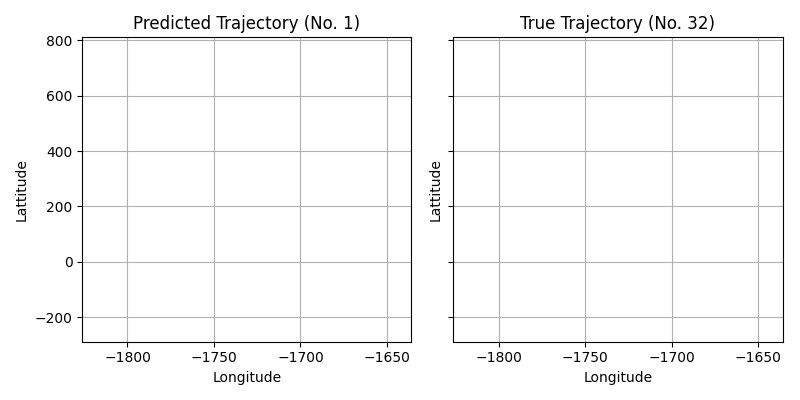 Predicted Trajectory (No. 1)
True Trajectory (No. 32)
800
600
400
200
0
−200
Lattitude
Lattitude
−1800
−1750
−1700
−1650
−1800
−1750
−1700
−1650
Longitude
Longitude